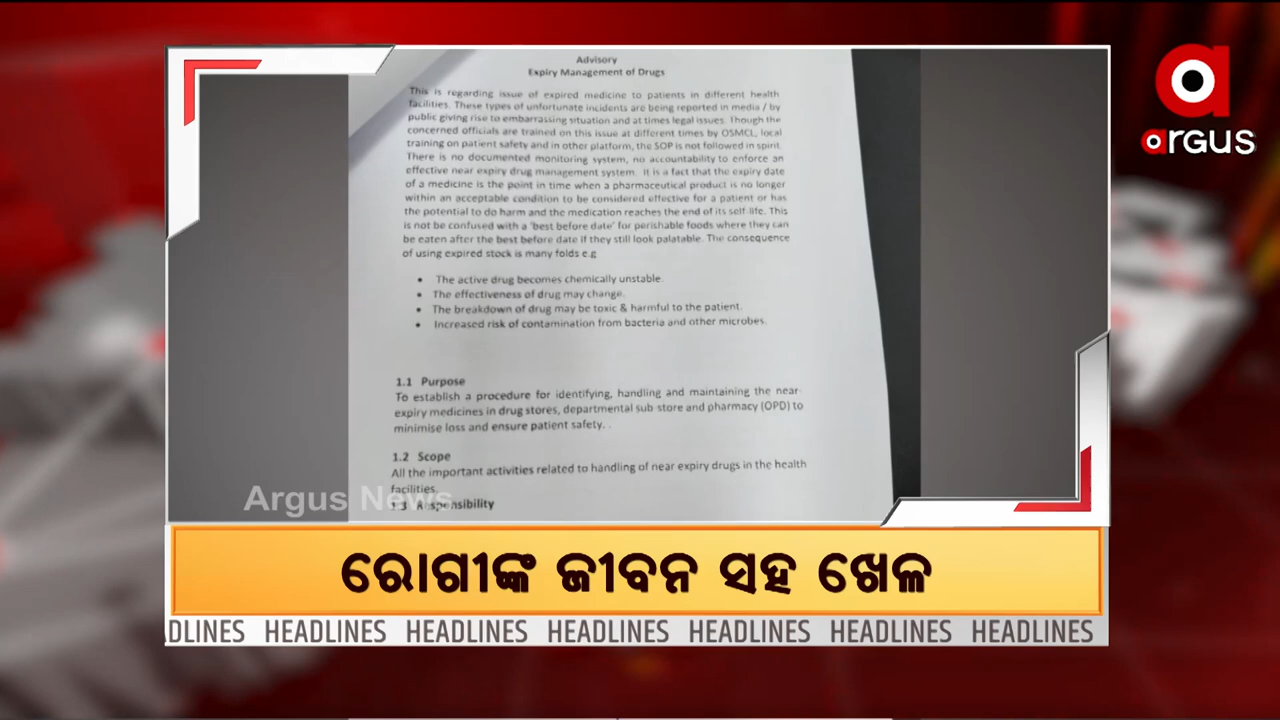 Advisory
Expiry Management of Drugs
This is regarding issue of expired medicine to patients in different health
facilities. These types of unfortunate incidents are being reported in media / by
public giving rise to embarrassing situation and at times legal issues. Though the
concerned officials are trained on this issue at different times by OSMCL, local
training on patient safety and in other platform, the SOP is not followed in spirit.
There is no documented monitoring system, no accountability to enforce an
effective near expiry drug management system. It is a fact that the expiry date
of a medicine is the point in time when a pharmaceutical product is no longer
within an acceptable condition to be considered effective for a patient or has
the potential to do harm and the medication reaches the end of its self-life. This
is not be confused with a 'best before date' for perishable foods where they can
be eaten after the best before date if they still look palatable. The consequence
of using expired stock is many folds e.g
• The active drug becomes chemically unstable.
• The effectiveness of drug may change.
• The breakdown of drug may be toxic & harmful to the patient.
• Increased risk of contamination from bacteria and other microbes.
1.1 Purpose
To establish a procedure for identifying, handling and maintaining the near-
expiry medicines in drug stores, departmental sub store and pharmacy (OPD) to
minimise loss and ensure patient safety. .
1.2 Scope
All the important activities related to handling of near expiry drugs in the health
facilities.
1.3 Responsibility
Argus News
argus
ରୋଗୀଙ୍କ ଜୀବନ ସହ ଖେଳ
DLINES HEADLINES HEADLINES HEADLINES HEADLINES HEADLINES HEADLINES